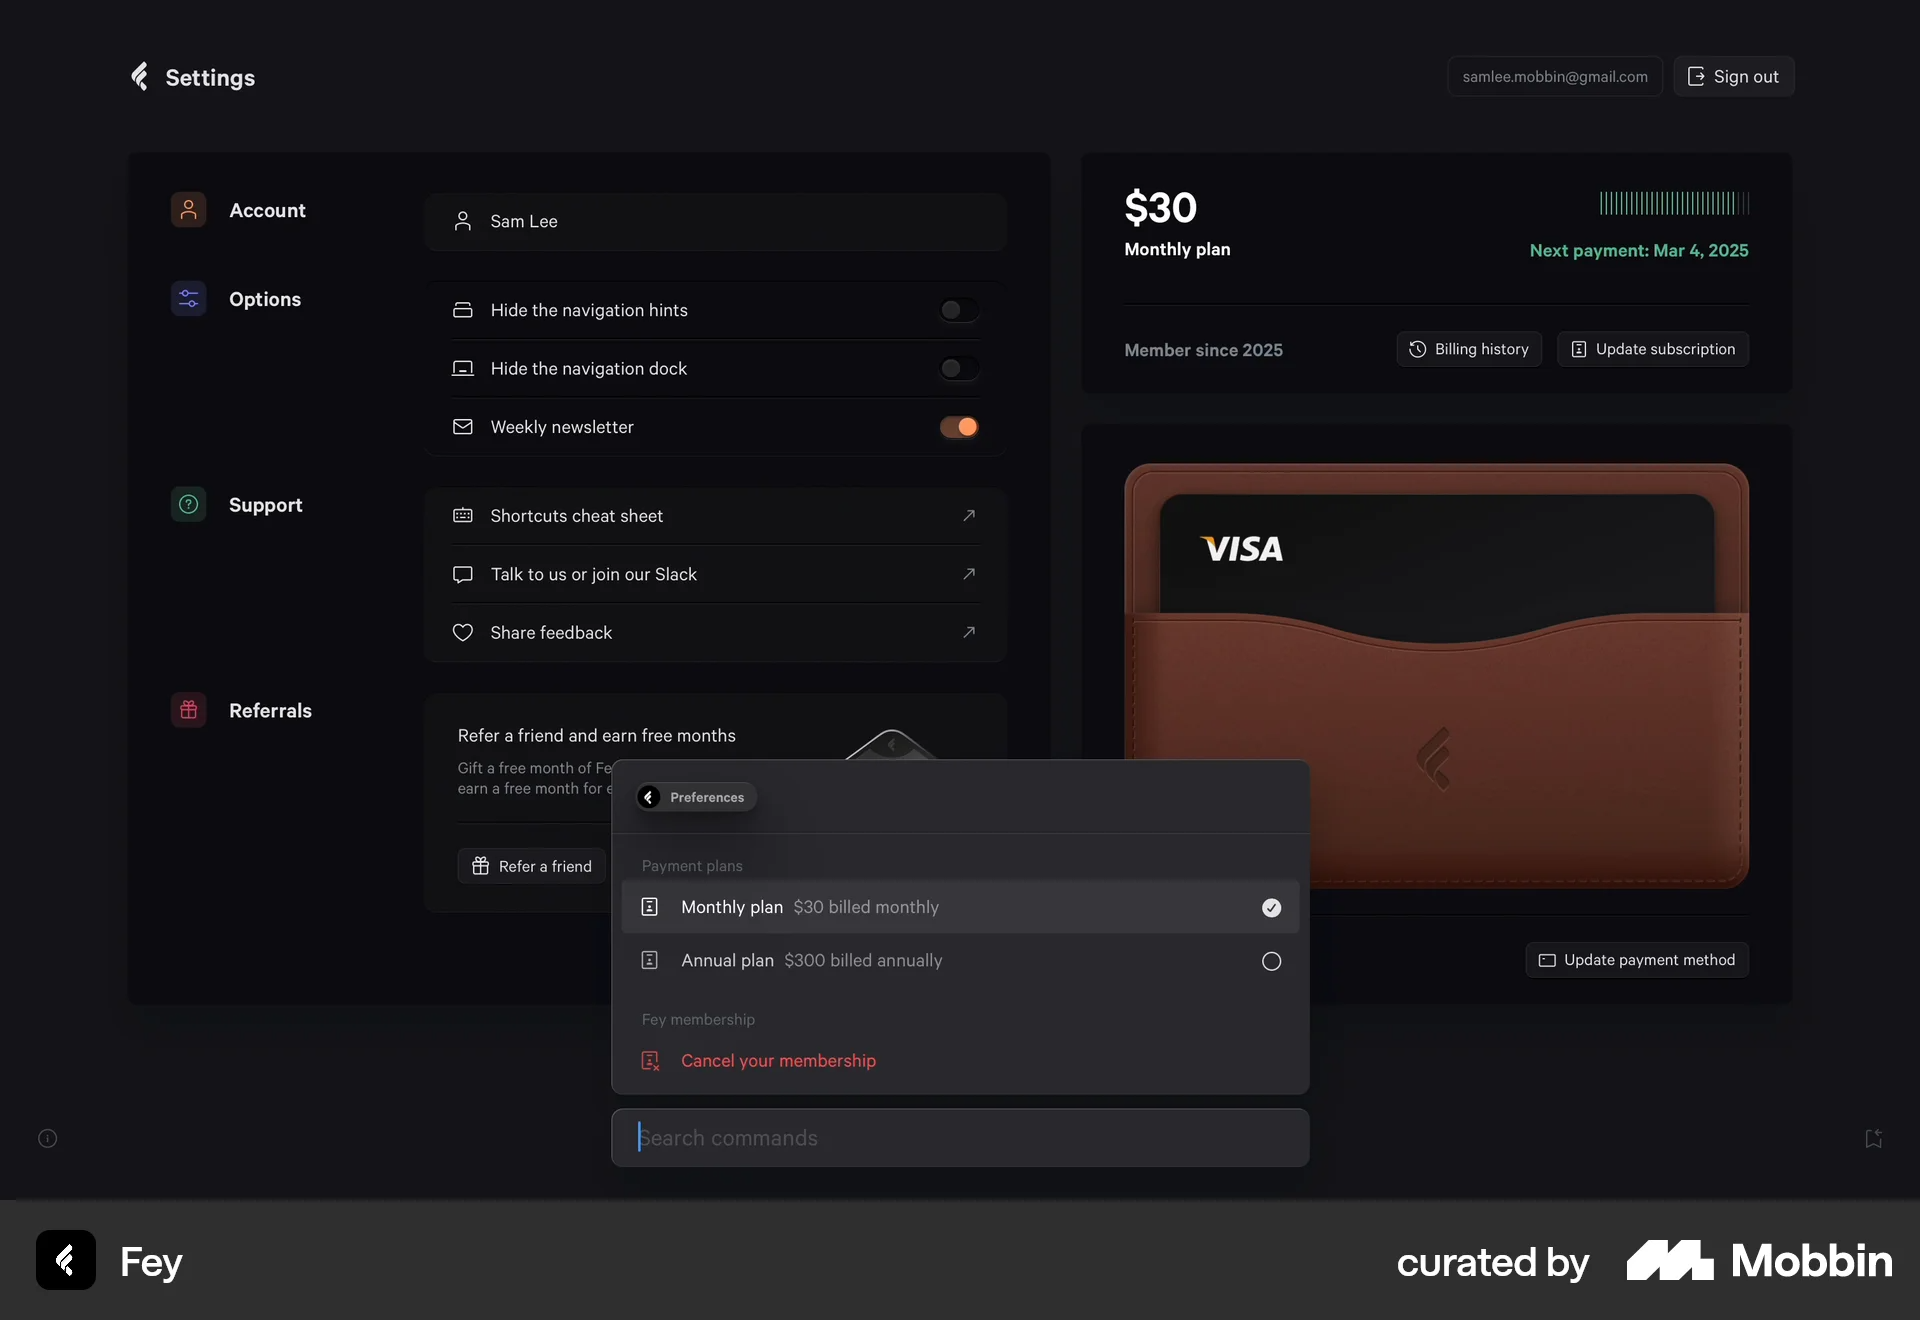 Settings
samlee.mobbin@gmail.com
Sign out
Account
Sam Lee
Options
Hide the navigation hints
Hide the navigation dock
Weekly newsletter
Support
Shortcuts cheat sheet
Talk to us or join our Slack
Share feedback
Referrals
Refer a friend and earn free months
Gift a free month of
earn a free month for
Refer a friend
$30
Monthly plan
Next payment: Mar 4, 2025
Member since 2025
Billing history
Update subscription
VISA
Update payment method
Preferences
Payment plans
Monthly plan $30 billed monthly
Annual plan $300 billed annually
Fey membership
Cancel your membership
Search commands
Fey
curated by Mobbin